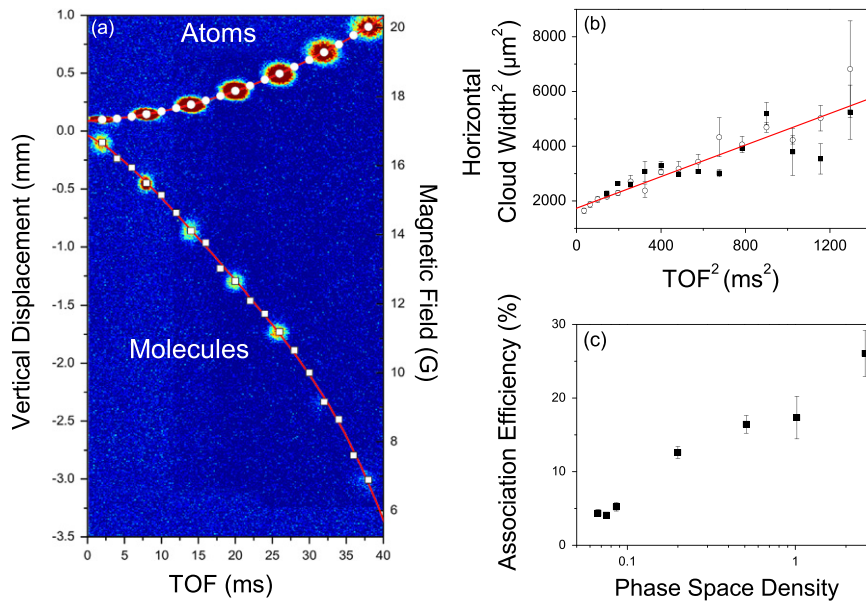 (a)
Atoms
Molecules
1.0
0.5
0.0
-0.5
-1.0
-1.5
-2.0
-2.5
-3.0
-3.5
Vertical Displacement (mm)
0 5 10 15 20 25 30 35 40
TOF (ms)
20
18
16
14
12
10
8
6
Magnetic Field (G)
(b)
8000
6000
4000
2000
Horizontal
Cloud Width² (µm²)
0 400 800 1200
TOF² (ms²)
(c)
30
20
10
0
Association Efficiency (%)
0.1 1
Phase Space Density